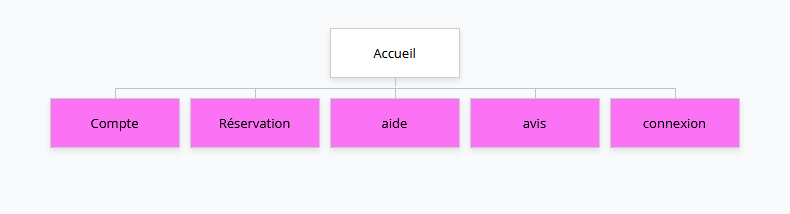 Accueil
Compte
Réservation
aide
avis
connexion